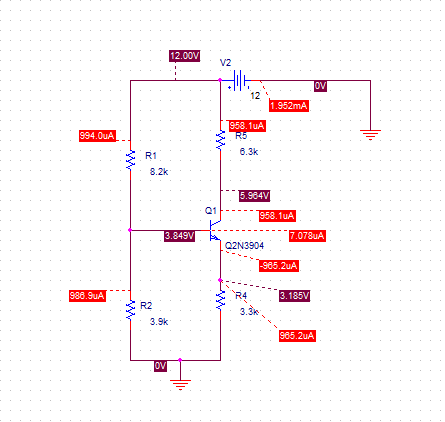 12.00V
V2
12
0V
1.952mA
994.0uA
958.1uA
R1
R5
8.2k
6.3k
5.964V
Q1
958.1uA
3.849V
7.078uA
Q2N3904
-965.2uA
986.9uA
R2
R4
3.185V
3.9k
3.3k
965.2uA
0V